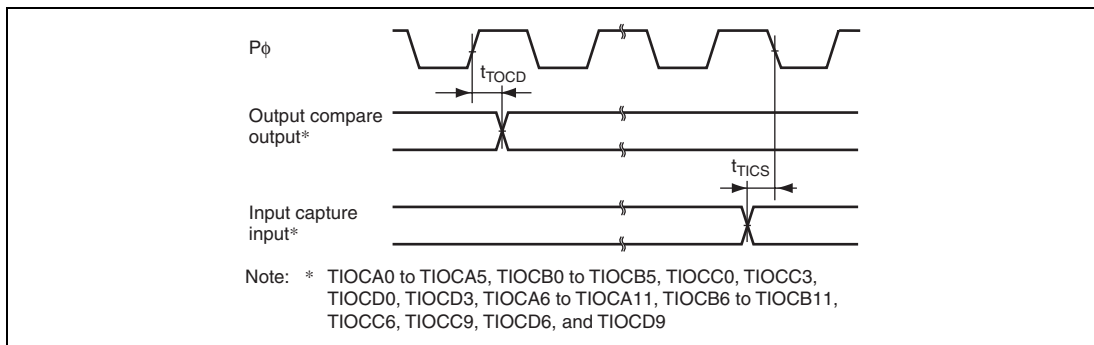 Pϕ
tTOCD
Output compare
output*
tTICS
Input capture
input*
Note: * TIOCA0 to TIOCA5, TIOCB0 to TIOCB5, TIOCC0, TIOCC3,
TIOCD0, TIOCD3, TIOCA6 to TIOCA11, TIOCB6 to TIOCB11,
TIOCC6, TIOCC9, TIOCD6, and TIOCD9